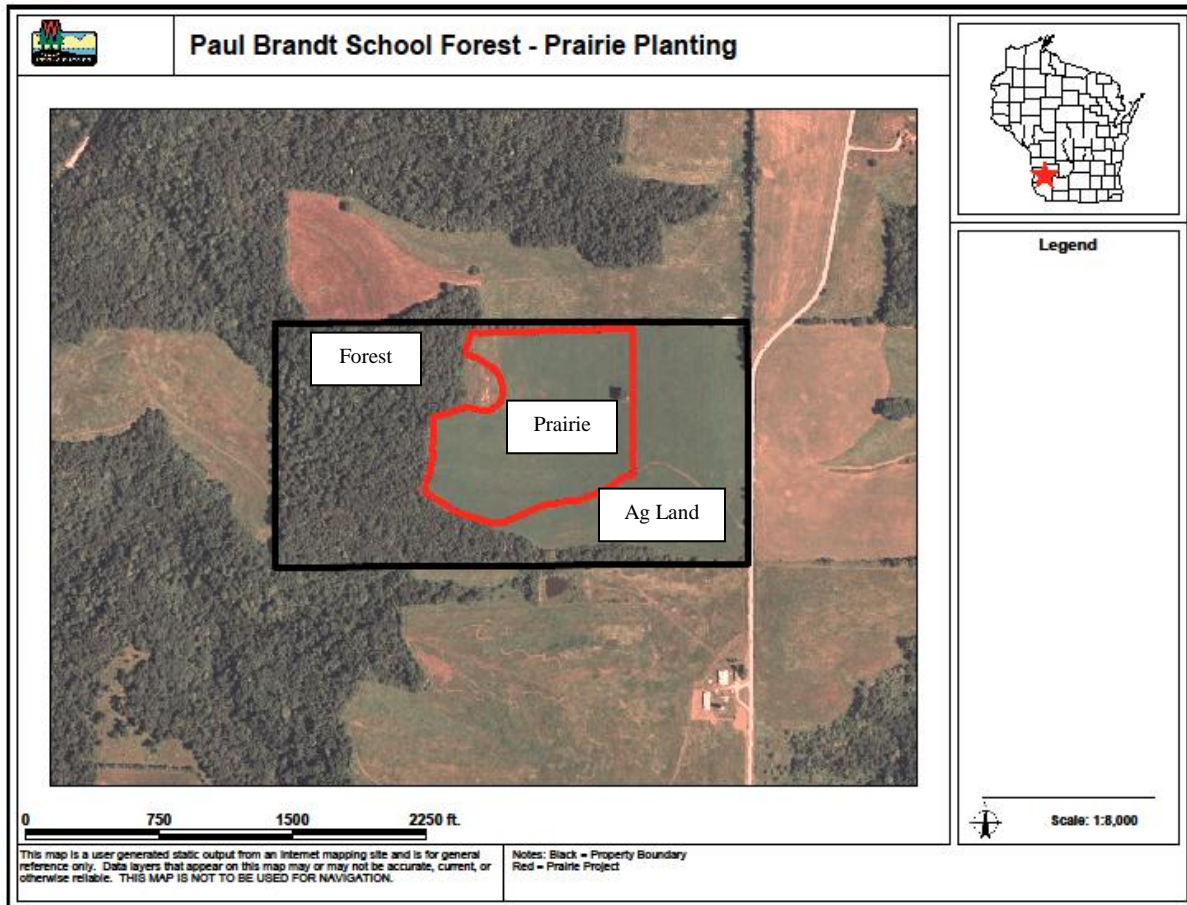 Paul Brandt School Forest - Prairie Planting
Legend
Forest
Prairie
Ag Land
0 750 1500 2250 ft.
Scale: 1:8,000
This map is a user generated static output from an Internet mapping site and is for general
reference only. Data layers that appear on this map may or may not be accurate, current, or
otherwise reliable. THIS MAP IS NOT TO BE USED FOR NAVIGATION.
Notes: Black = Property Boundary
Red = Prairie Project